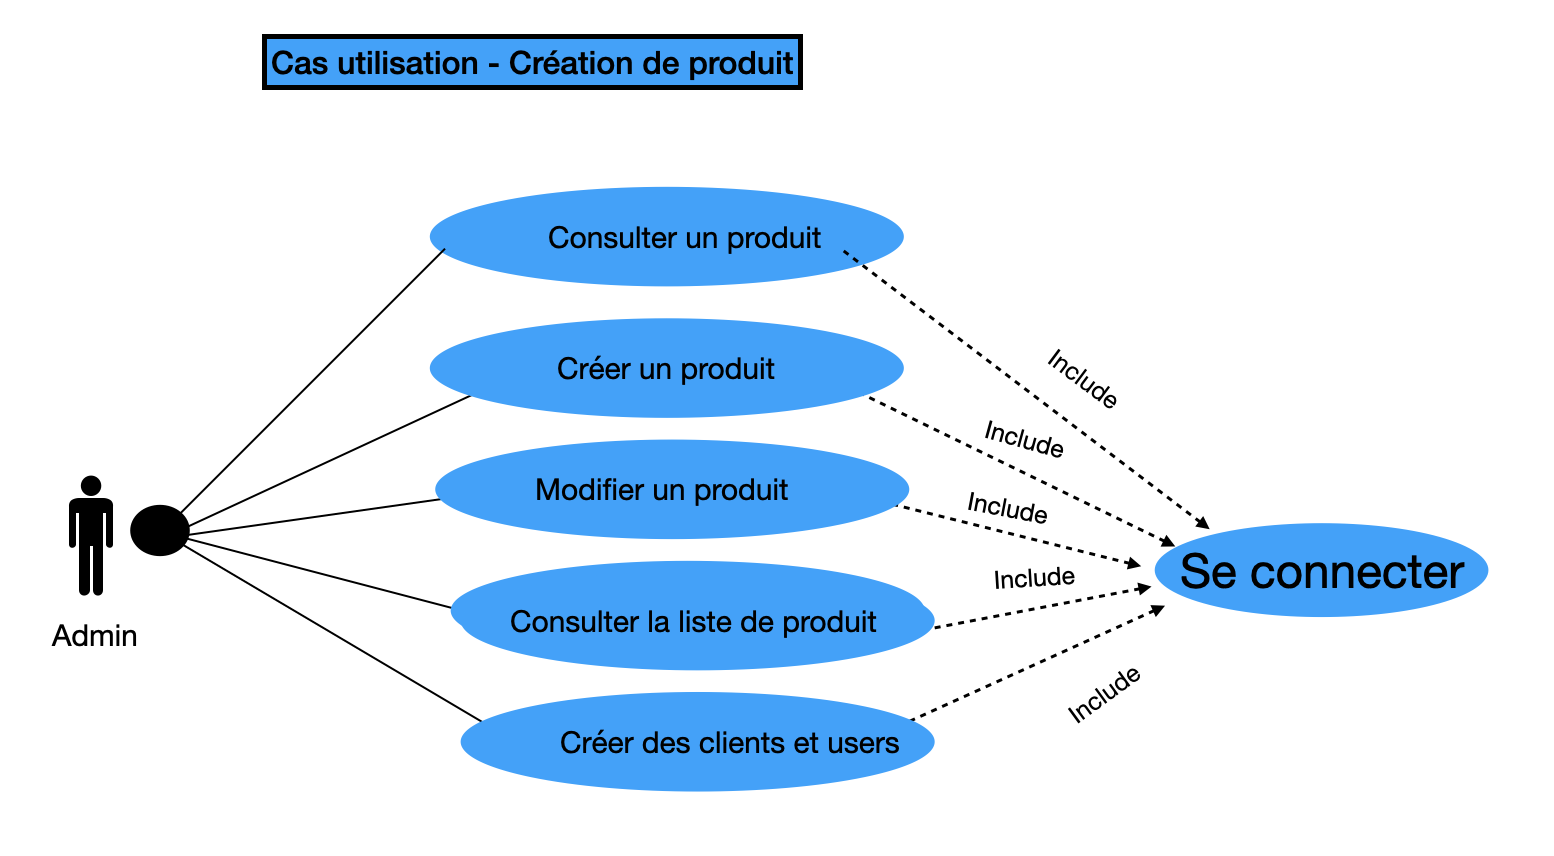 Cas utilisation - Création de produit
Consulter un produit
Include
Créer un produit
Include
Modifier un produit
Include
Se connecter
Include
Consulter la liste de produit
Admin
Include
Créer des clients et users